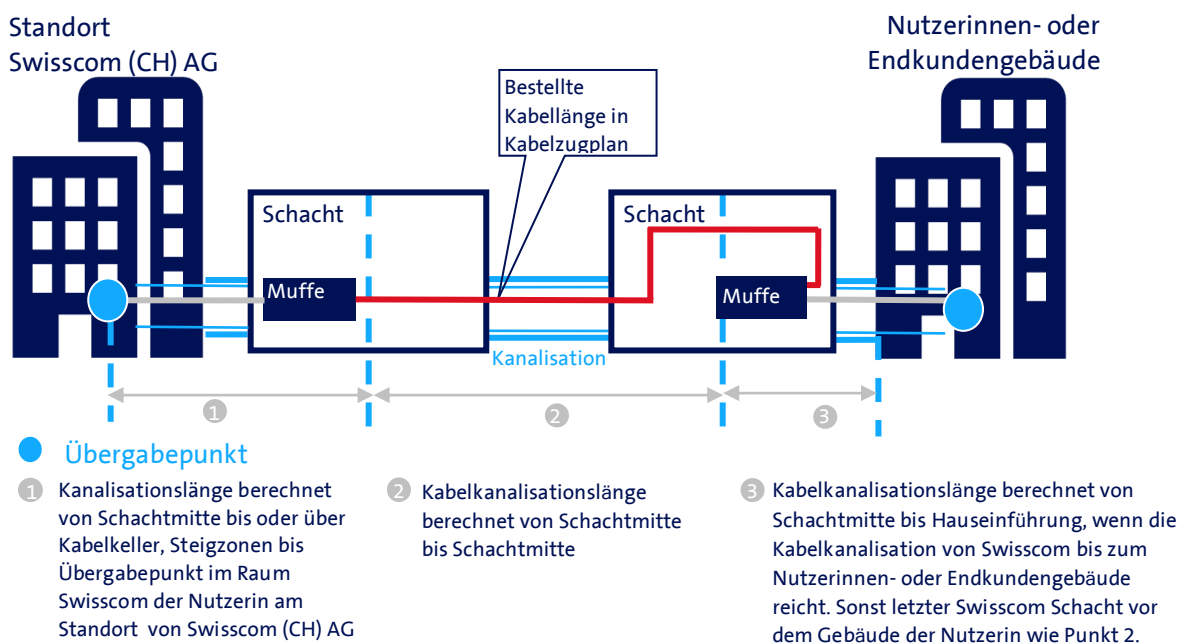 Standort
Swisscom (CH) AG
Nutzerinnen- oder
Endkundengebäude
Bestellte
Kabellänge in
Kabelzugplan
Schacht
Schacht
Muffe
Muffe
Kanalisation
1
2
3
Übergabepunkt
1 Kanalisationslänge berechnet
von Schachtmitte bis oder über
Kabelkeller, Steigzonen bis
Übergabepunkt im Raum
Swisscom der Nutzerin am
Standort von Swisscom (CH) AG
2 Kabelkanalisationslänge
berechnet von Schachtmitte
bis Schachtmitte
3 Kabelkanalisationslänge berechnet von
Schachtmitte bis Hauseinführung, wenn die
Kabelkanalisation von Swisscom bis zum
Nutzerinnen- oder Endkundengebäude
reicht. Sonst letzter Swisscom Schacht vor
dem Gebäude der Nutzerin wie Punkt 2.